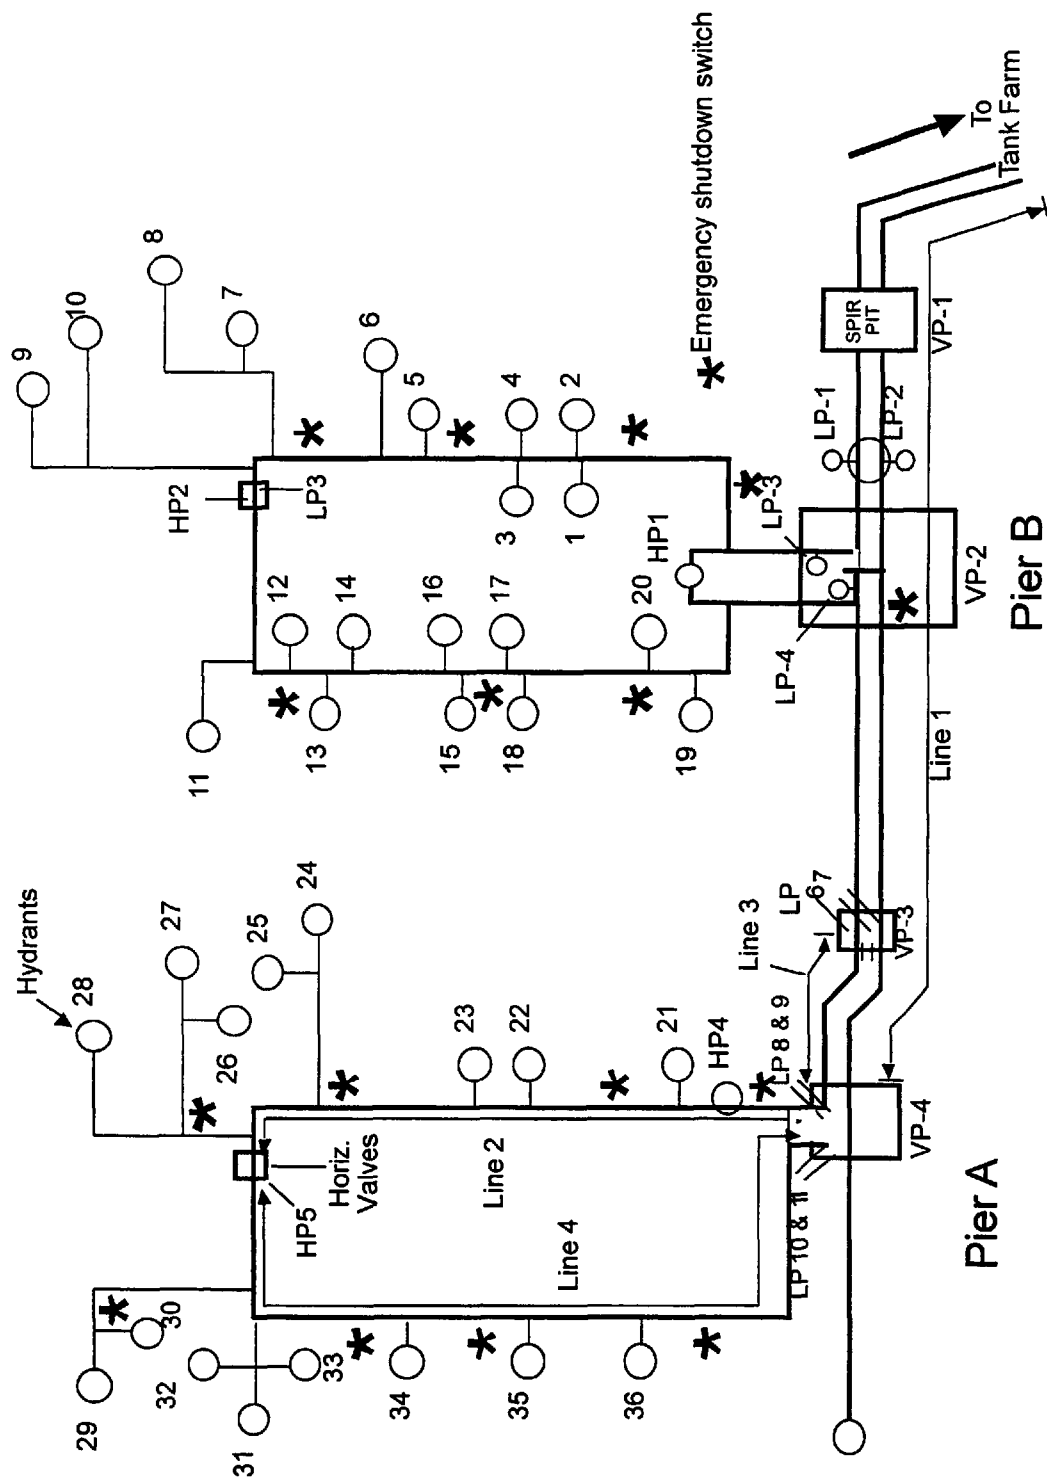 Hydrants
28
27
26
25
24
23
22
21
HP4
29
30
31
32
33
34
35
36
HP5
Horiz.
Valves
Line 2
Line 4
LP 8 & 9
LP 10 & 11
VP-4
Pier A
Line 3
LP
6
7
VP-3
Line 1
9
10
8
7
6
5
4
2
3
1
HP2
LP3
11
12
14
16
17
20
13
15
18
19
HP1
LP-3
LP-4
VP-2
Pier B
LP-1
LP-2
SPIR
PIT
VP-1
To
Tank Farm
* Emergency shutdown switch